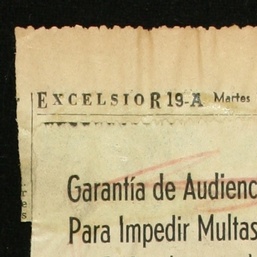 EXCELSIOR 19-A Martes
Garantía de Audienc
Para Impedir Multas